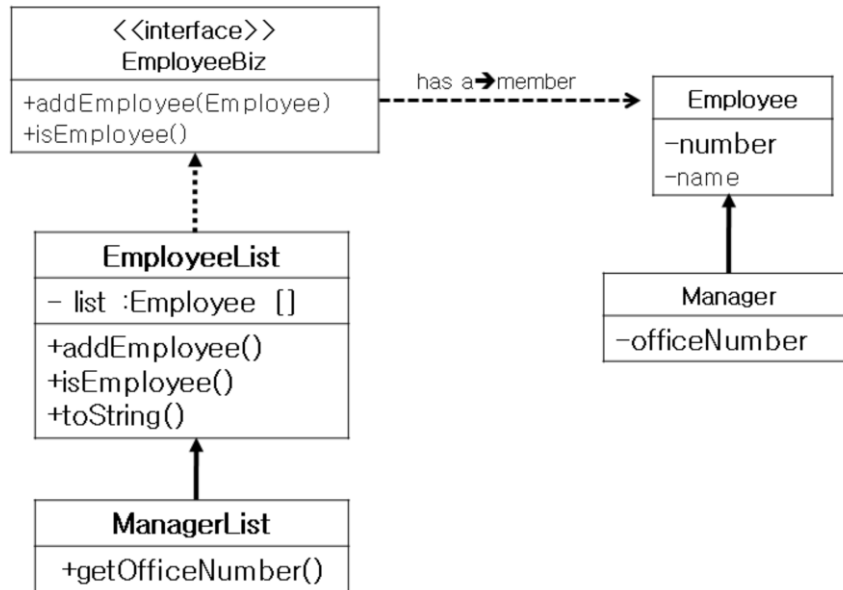 <<interface>>
EmployeeBiz
+addEmployee(Employee)
+isEmployee()
has a➔member
Employee
-number
-name
EmployeeList
- list :Employee []
+addEmployee()
+isEmployee()
+toString()
Manager
-officeNumber
ManagerList
+getOfficeNumber()